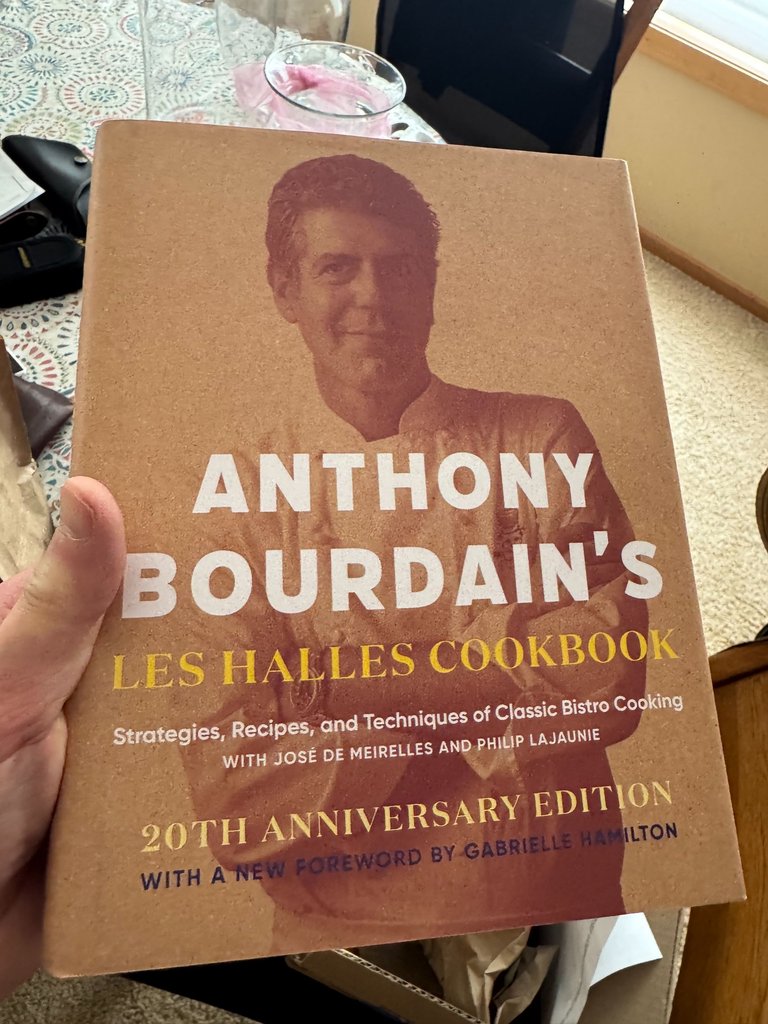 ANTHONY
BOURDAIN'S
LES HALLES COOKBOOK
Strategies, Recipes, and Techniques of Classic Bistro Cooking
WITH JOSÉ DE MEIRELLES AND PHILIP LAJAUNIE
20TH ANNIVERSARY EDITION
WITH A NEW FOREWORD BY GABRIELLE HAMILTON